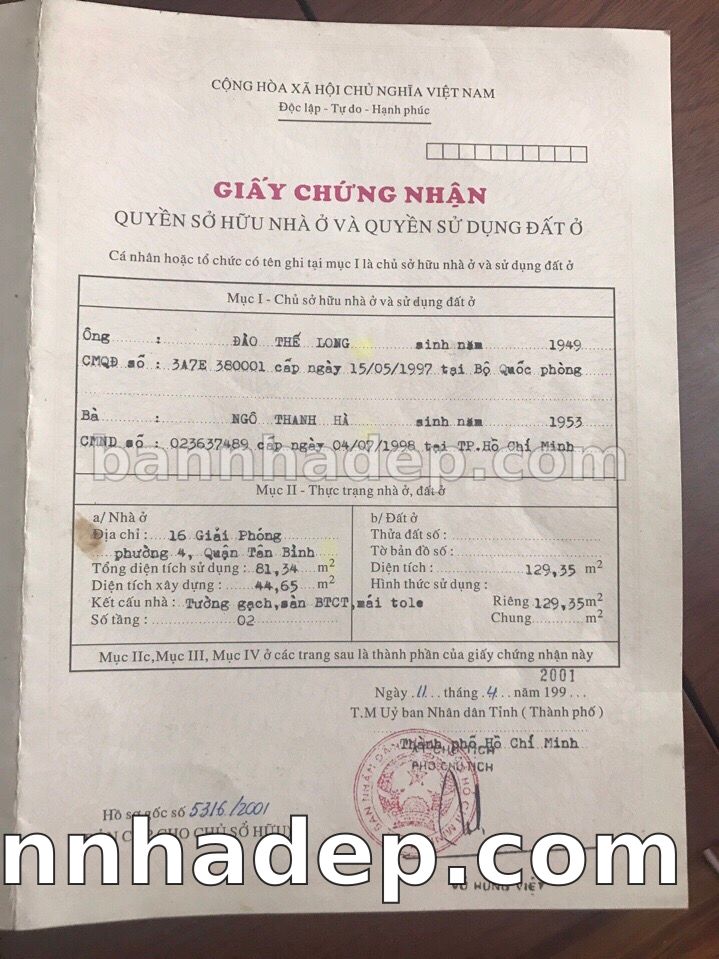 CỘNG HÒA XÃ HỘI CHỦ NGHĨA VIỆT NAM
Độc lập - Tự do - Hạnh phúc
GIẤY CHỨNG NHẬN
QUYỀN SỞ HỮU NHÀ Ở VÀ QUYỀN SỬ DỤNG ĐẤT Ở
Cá nhân hoặc tổ chức có tên ghi tại mục I là chủ sở hữu nhà ở và sử dụng đất ở
Mục I - Chủ sở hữu nhà ở và sử dụng đất ở
Ông : ĐÀO THẾ LONG sinh năm 1949
CMQĐ số : 3A7E 380001 cấp ngày 15/05/1997 tại Bộ Quốc phòng
Bà : NGÔ THANH HÀ sinh năm 1953
CMND số : 023637489 cấp ngày 04/07/1998 tại TP.Hồ Chí Minh
bannhadep.com
Mục II - Thực trạng nhà ở, đất ở
a/ Nhà ở
Địa chỉ : 16 Giải Phóng
phường 4, Quận Tân Bình
Tổng diện tích sử dụng : 81,34 m2
Diện tích xây dựng : 44,65 m2
Kết cấu nhà : Tường gạch, sàn BTCT, mái tole
Số tầng : 02
b/ Đất ở
Thửa đất số :
Tờ bản đồ số :
Diện tích : 129,35 m2
Hình thức sử dụng :
Riêng 129,35m2
Chung m2
Mục IIc, Mục III, Mục IV ở các trang sau là thành phần của giấy chứng nhận này
2001
Ngày 11 tháng 4 năm 199...
T.M Uỷ ban Nhân dân Tỉnh ( Thành phố )
Thành phố Hồ Chí Minh
KT CHỦ TỊCH
PHÓ CHỦ TỊCH
Hồ sơ gốc số 5316/2001
CẤP CHO CHỦ SỞ HỮU
nnhadep.com
VŨ HÙNG VIỆT